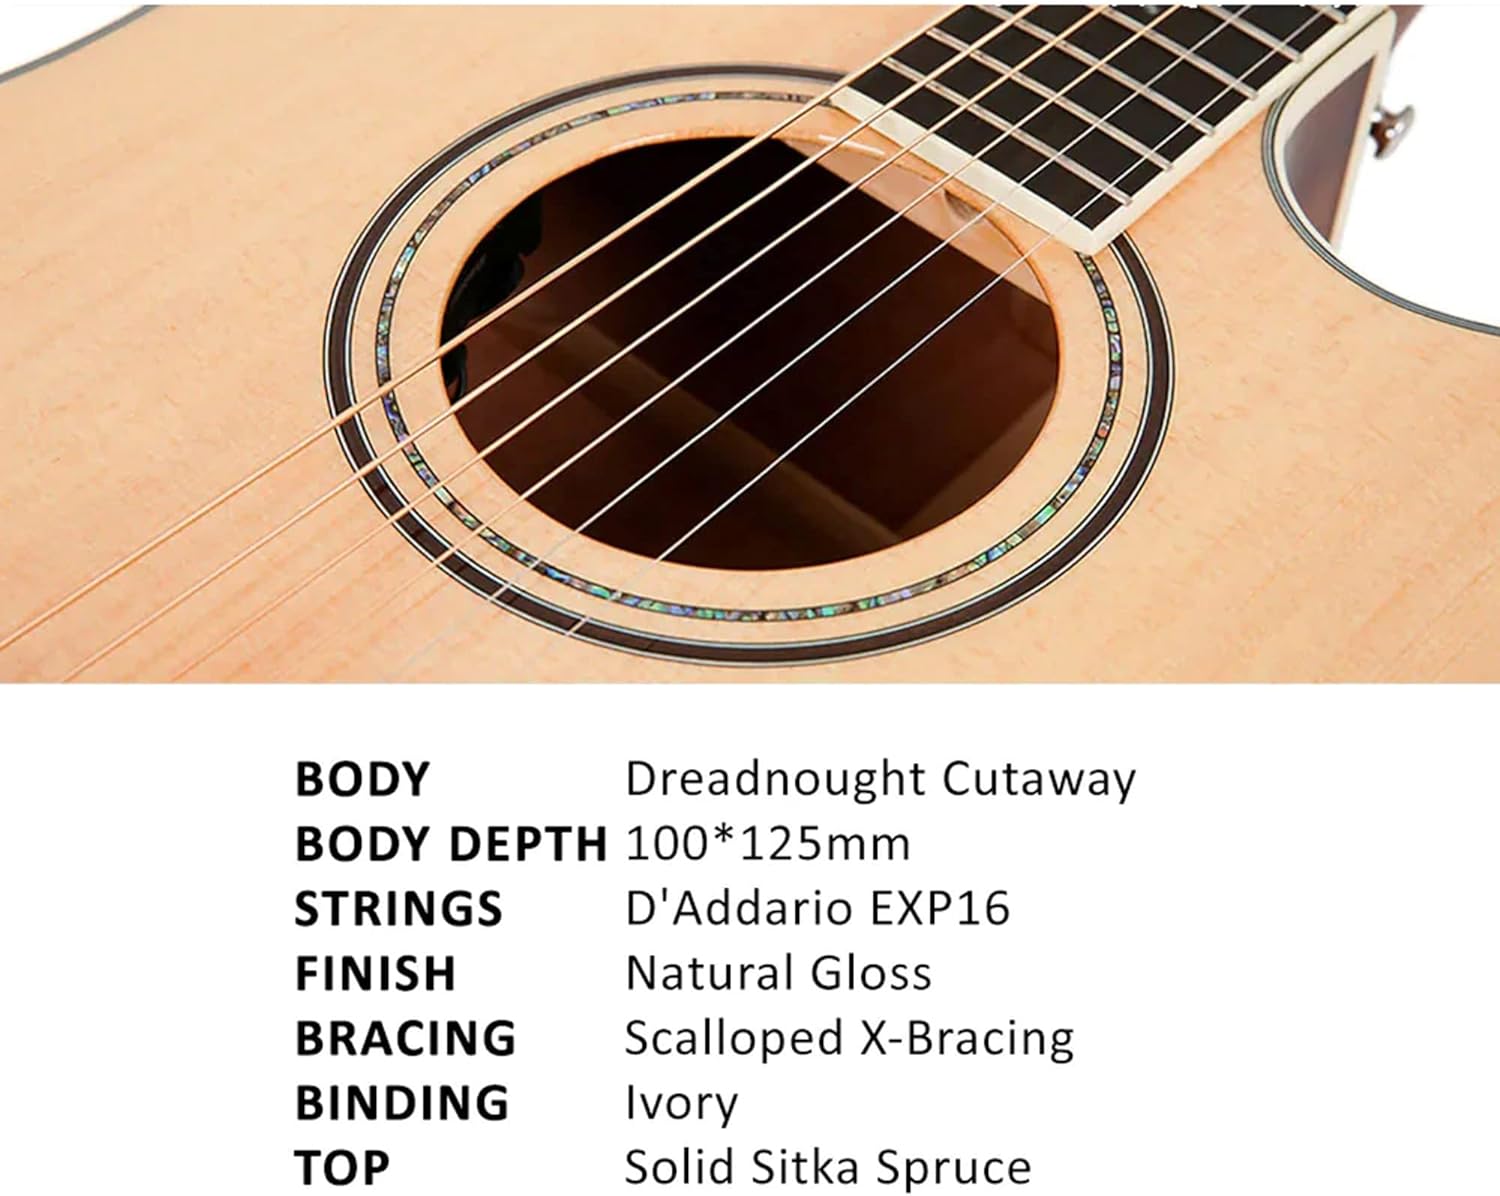 BODY Dreadnought Cutaway
BODY DEPTH 100*125mm
STRINGS D'Addario EXP16
FINISH Natural Gloss
BRACING Scalloped X-Bracing
BINDING Ivory
TOP Solid Sitka Spruce